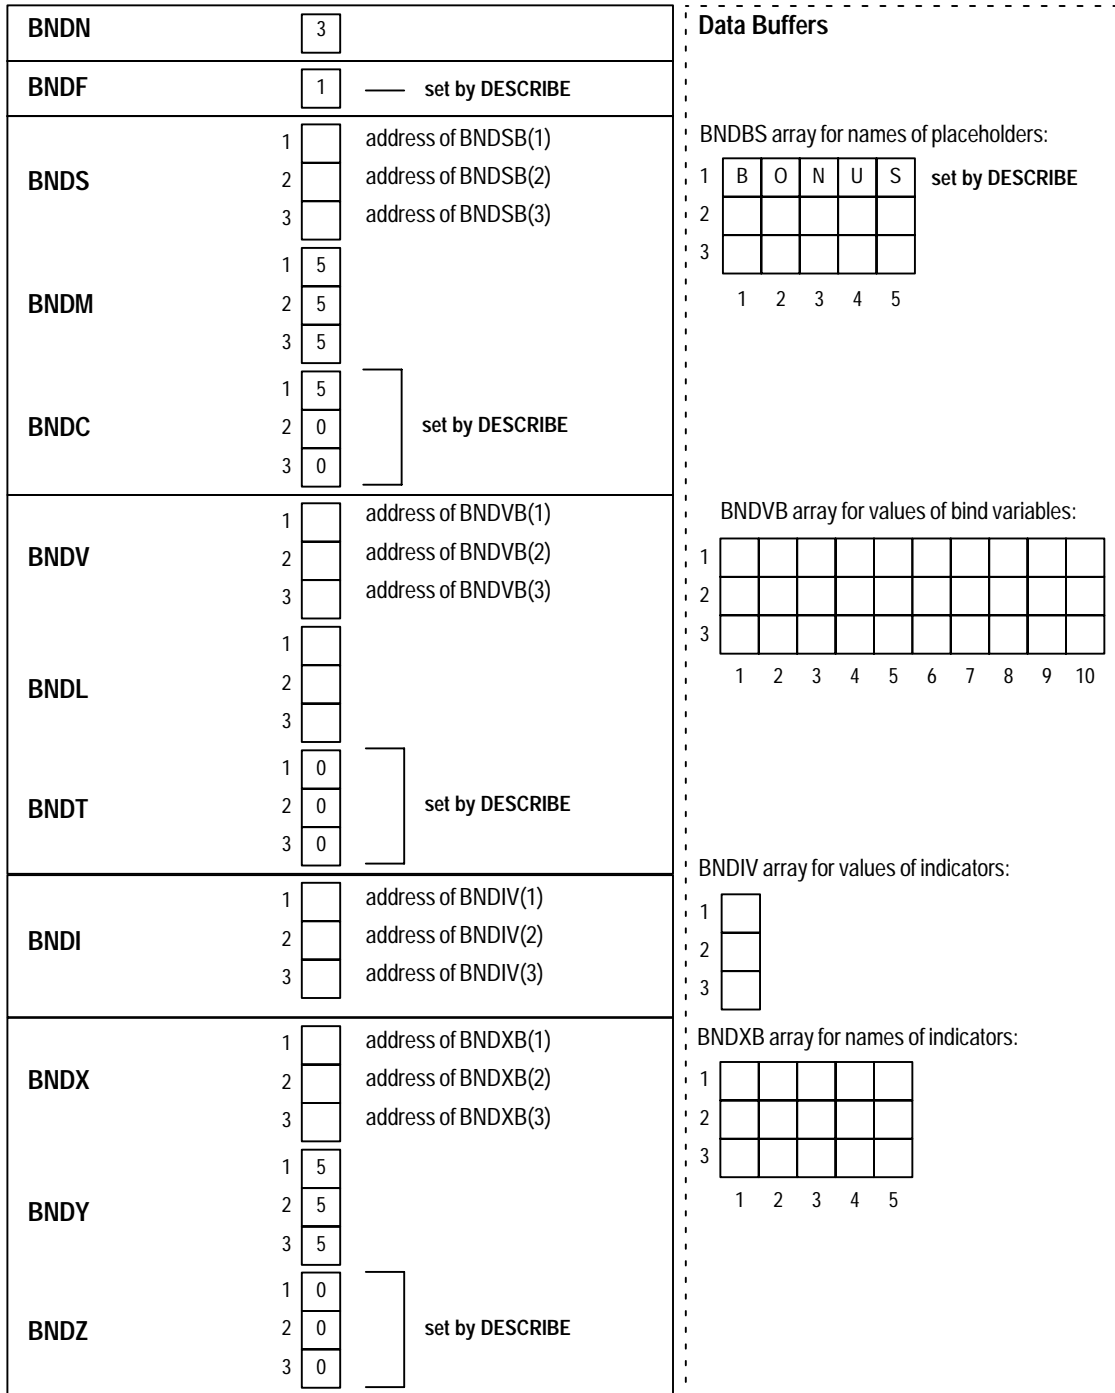 BNDN 3
BNDF 1 set by DESCRIBE
BNDS
1 address of BNDSB(1)
2 address of BNDSB(2)
3 address of BNDSB(3)
BNDM
1 5
2 5
3 5
BNDC
1 5
2 0
3 0
set by DESCRIBE
BNDV
1 address of BNDVB(1)
2 address of BNDVB(2)
3 address of BNDVB(3)
BNDL
1
2
3
BNDT
1 0
2 0
3 0
set by DESCRIBE
BNDI
1 address of BNDIV(1)
2 address of BNDIV(2)
3 address of BNDIV(3)
BNDX
1 address of BNDXB(1)
2 address of BNDXB(2)
3 address of BNDXB(3)
BNDY
1 5
2 5
3 5
BNDZ
1 0
2 0
3 0
set by DESCRIBE
Data Buffers
BNDBS array for names of placeholders:
1 B O N U S set by DESCRIBE
2
3
1 2 3 4 5
BNDVB array for values of bind variables:
1
2
3
1 2 3 4 5 6 7 8 9 10
BNDIV array for values of indicators:
1
2
3
BNDXB array for names of indicators:
1
2
3
1 2 3 4 5